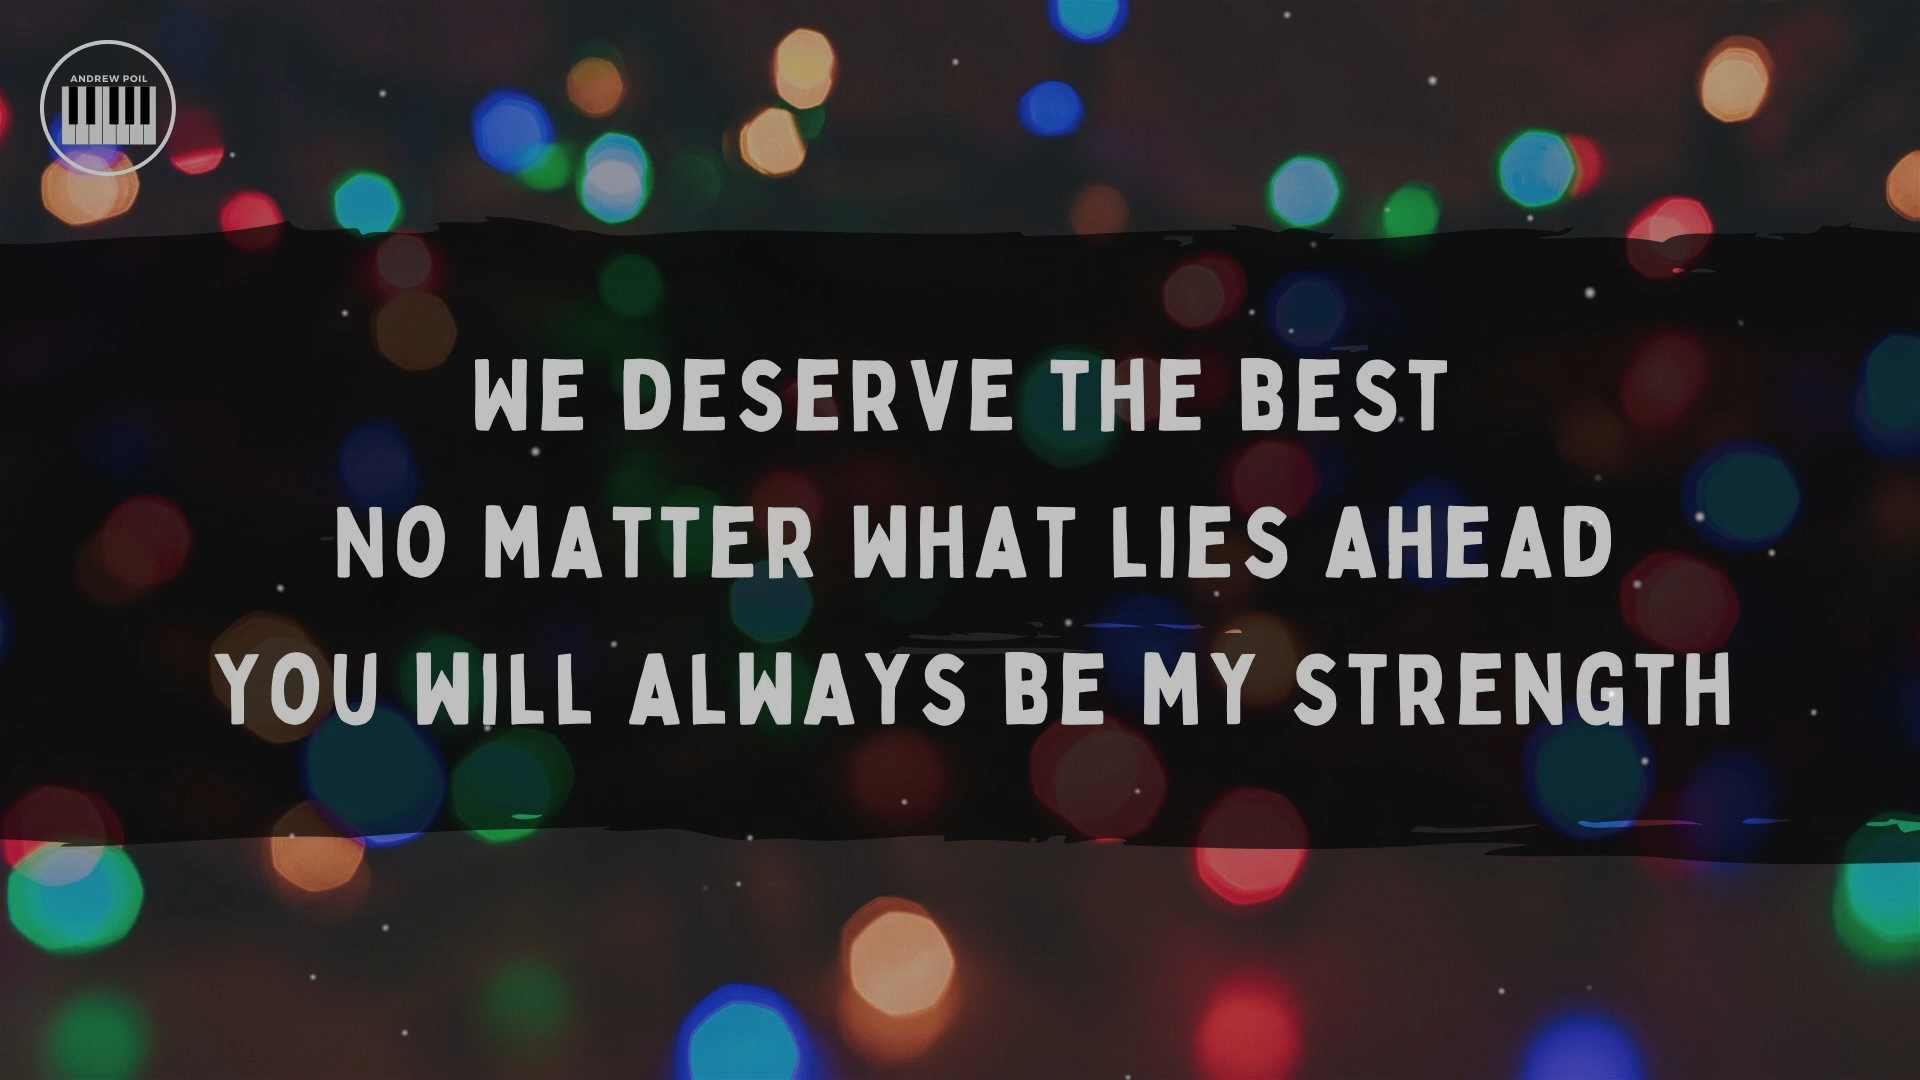 ANDREW POIL
WE DESERVE THE BEST
NO MATTER WHAT LIES AHEAD
YOU WILL ALWAYS BE MY STRENGTH